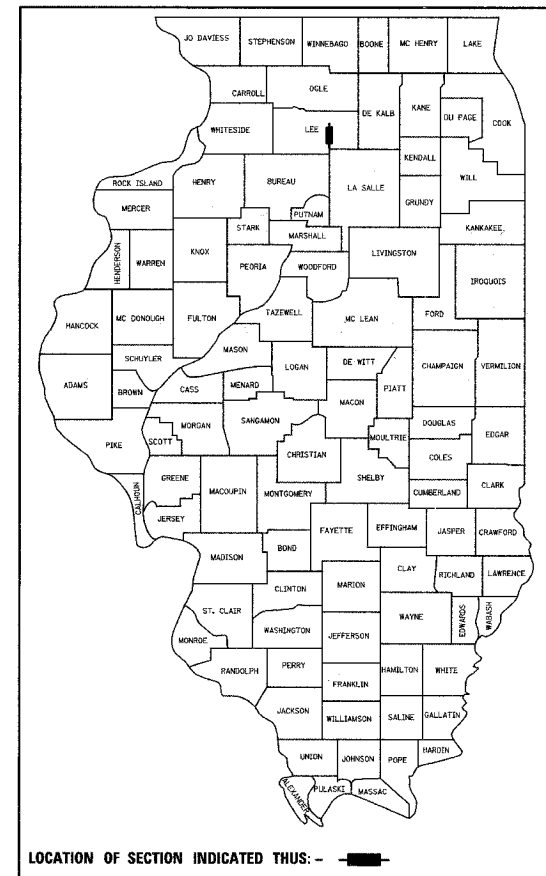 JO DAVIESS STEPHENSON WINNEBAGO BOONE MC HENRY LAKE
CARROLL OGLE
DE KALB KANE DU PAGE COOK
WHITESIDE LEE
KENDALL WILL
ROCK ISLAND HENRY BUREAU LA SALLE
MERCER PUTNAM GRUNDY
STARK MARSHALL KANKAKEE
HENDERSON WARREN KNOX PEORIA WOODFORD LIVINGSTON
IROQUOIS
HANCOCK MC DONOUGH FULTON TAZEWELL MC LEAN FORD
SCHUYLER MASON
ADAMS BROWN CASS MENARD LOGAN DE WITT PIATT CHAMPAIGN VERMILION
MACON
PIKE SCOTT MORGAN SANGAMON MOULTRIE DOUGLAS EDGAR
CHRISTIAN COLES
CALHOUN GREENE MACOUPIN MONTGOMERY SHELBY CUMBERLAND CLARK
JERSEY
FAYETTE EFFINGHAM JASPER CRAWFORD
MADISON BOND
CLAY RICHLAND LAWRENCE
CLINTON MARION
ST. CLAIR WAYNE EDWARDS WABASH
WASHINGTON JEFFERSON
MONROE
RANDOLPH PERRY HAMILTON WHITE
FRANKLIN
JACKSON WILLIAMSON SALINE GALLATIN
HARDIN
UNION JOHNSON POPE
ALEXANDER PULASKI MASSAC
LOCATION OF SECTION INDICATED THUS: -